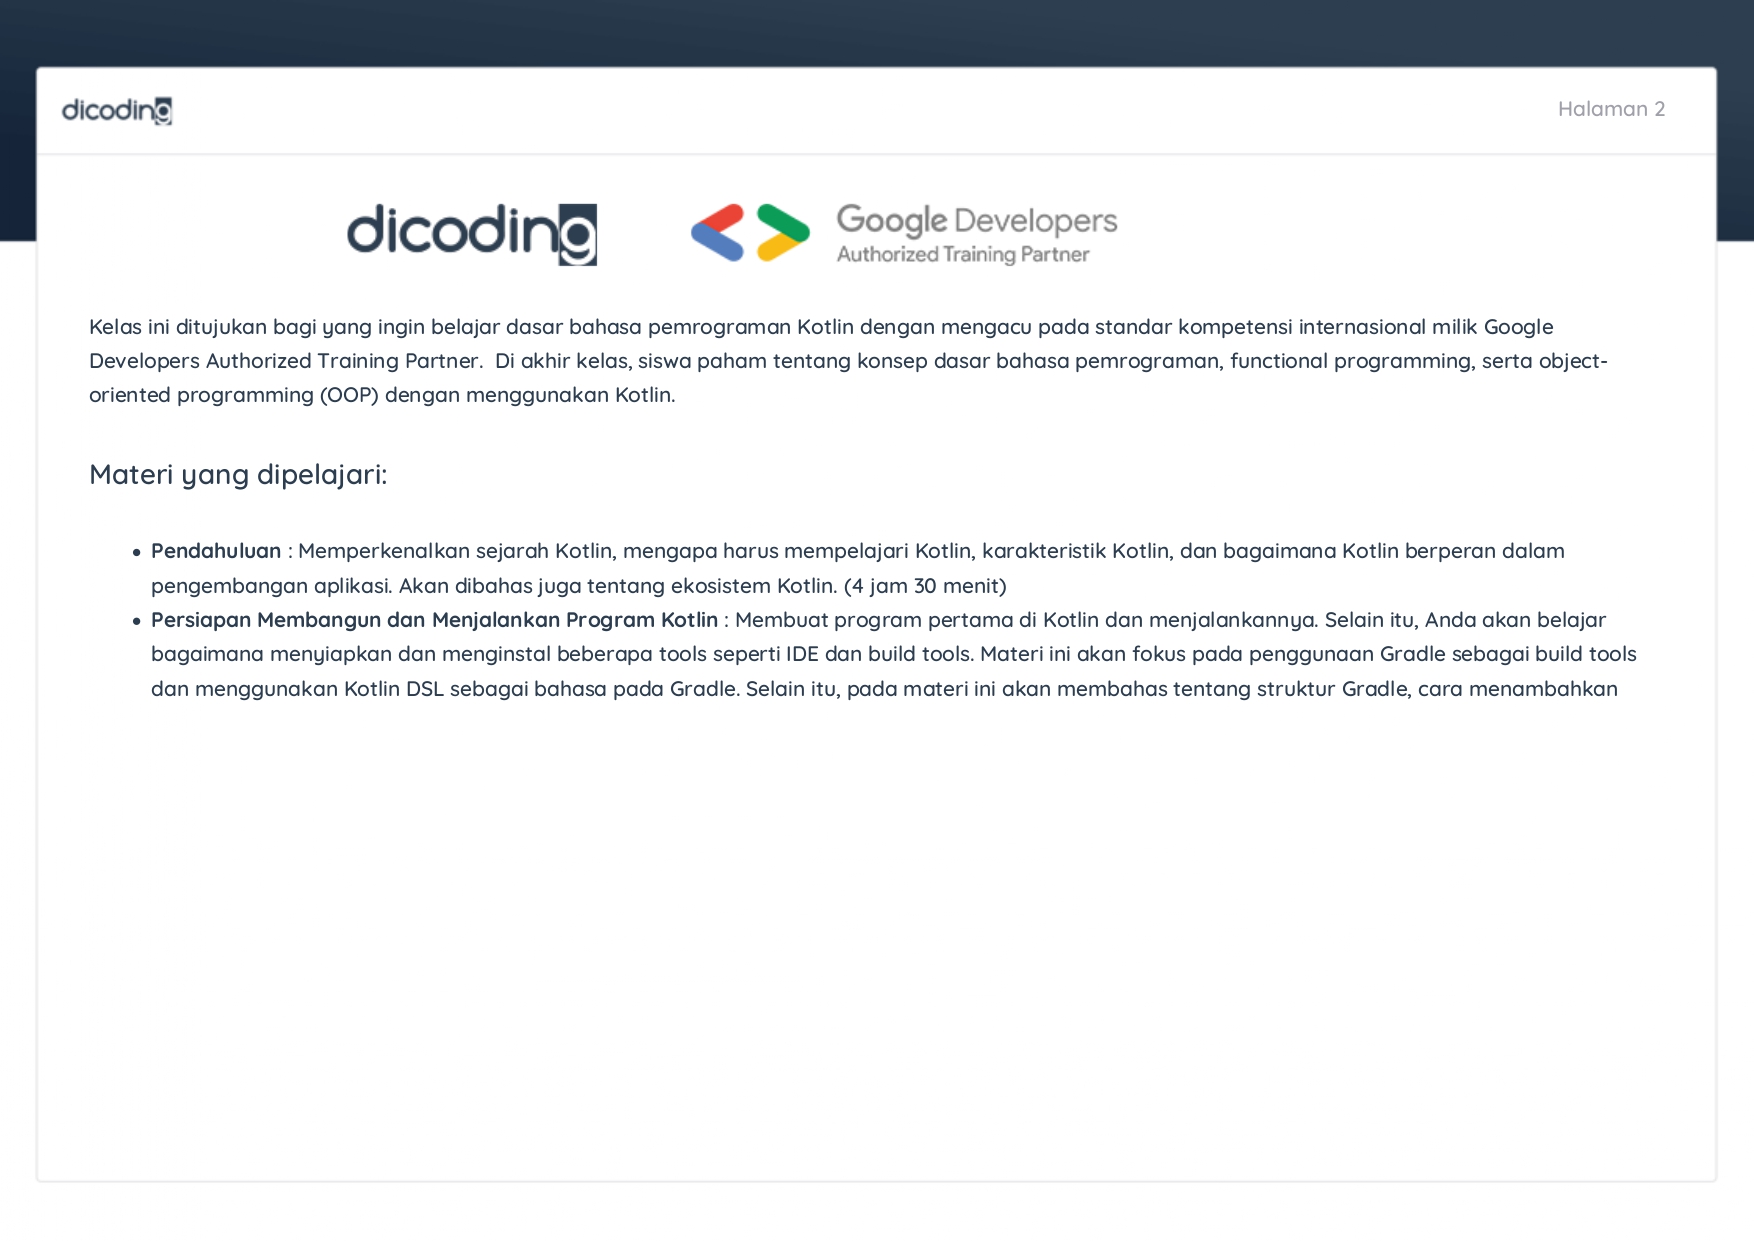 dicoding
Halaman 2
dicoding
Google Developers
Authorized Training Partner
Kelas ini ditujukan bagi yang ingin belajar dasar bahasa pemrograman Kotlin dengan mengacu pada standar kompetensi internasional milik Google
Developers Authorized Training Partner.  Di akhir kelas, siswa paham tentang konsep dasar bahasa pemrograman, functional programming, serta object-
oriented programming (OOP) dengan menggunakan Kotlin.
Materi yang dipelajari:
• Pendahuluan : Memperkenalkan sejarah Kotlin, mengapa harus mempelajari Kotlin, karakteristik Kotlin, dan bagaimana Kotlin berperan dalam
pengembangan aplikasi. Akan dibahas juga tentang ekosistem Kotlin. (4 jam 30 menit)
• Persiapan Membangun dan Menjalankan Program Kotlin : Membuat program pertama di Kotlin dan menjalankannya. Selain itu, Anda akan belajar
bagaimana menyiapkan dan menginstal beberapa tools seperti IDE dan build tools. Materi ini akan fokus pada penggunaan Gradle sebagai build tools
dan menggunakan Kotlin DSL sebagai bahasa pada Gradle. Selain itu, pada materi ini akan membahas tentang struktur Gradle, cara menambahkan